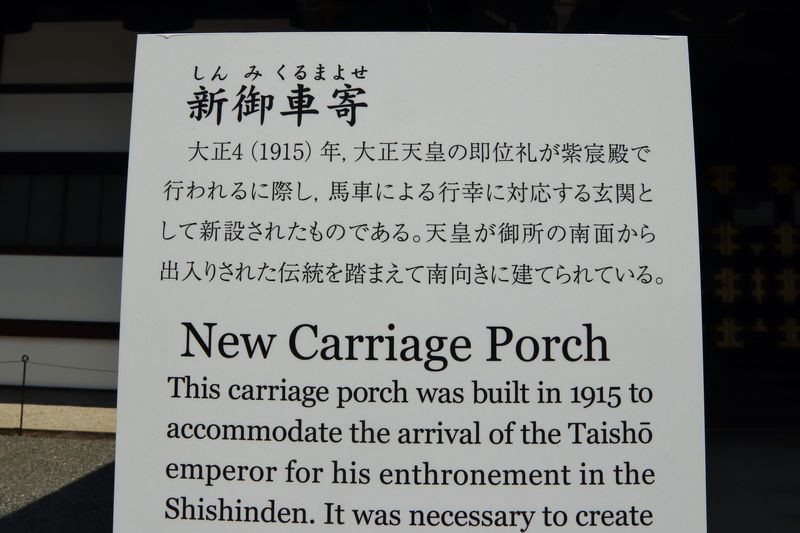 しん み くるまよせ
新御車寄
大正4（1915）年，大正天皇の即位礼が紫宸殿で
行われるに際し，馬車による行幸に対応する玄関と
して新設されたものである。天皇が御所の南面から
出入りされた伝統を踏まえて南向きに建てられている。
New Carriage Porch
This carriage porch was built in 1915 to
accommodate the arrival of the Taishō
emperor for his enthronement in the
Shishinden. It was necessary to create